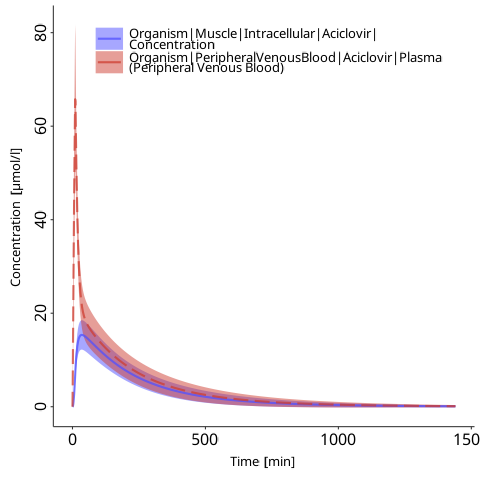 Organism|Muscle|Intracellular|Aciclovir|
Concentration
Organism|PeripheralVenousBlood|Aciclovir|Plasma
(Peripheral Venous Blood)
80
60
40
20
0
Concentration [µmol/l]
0 500 1000 150
Time [min]